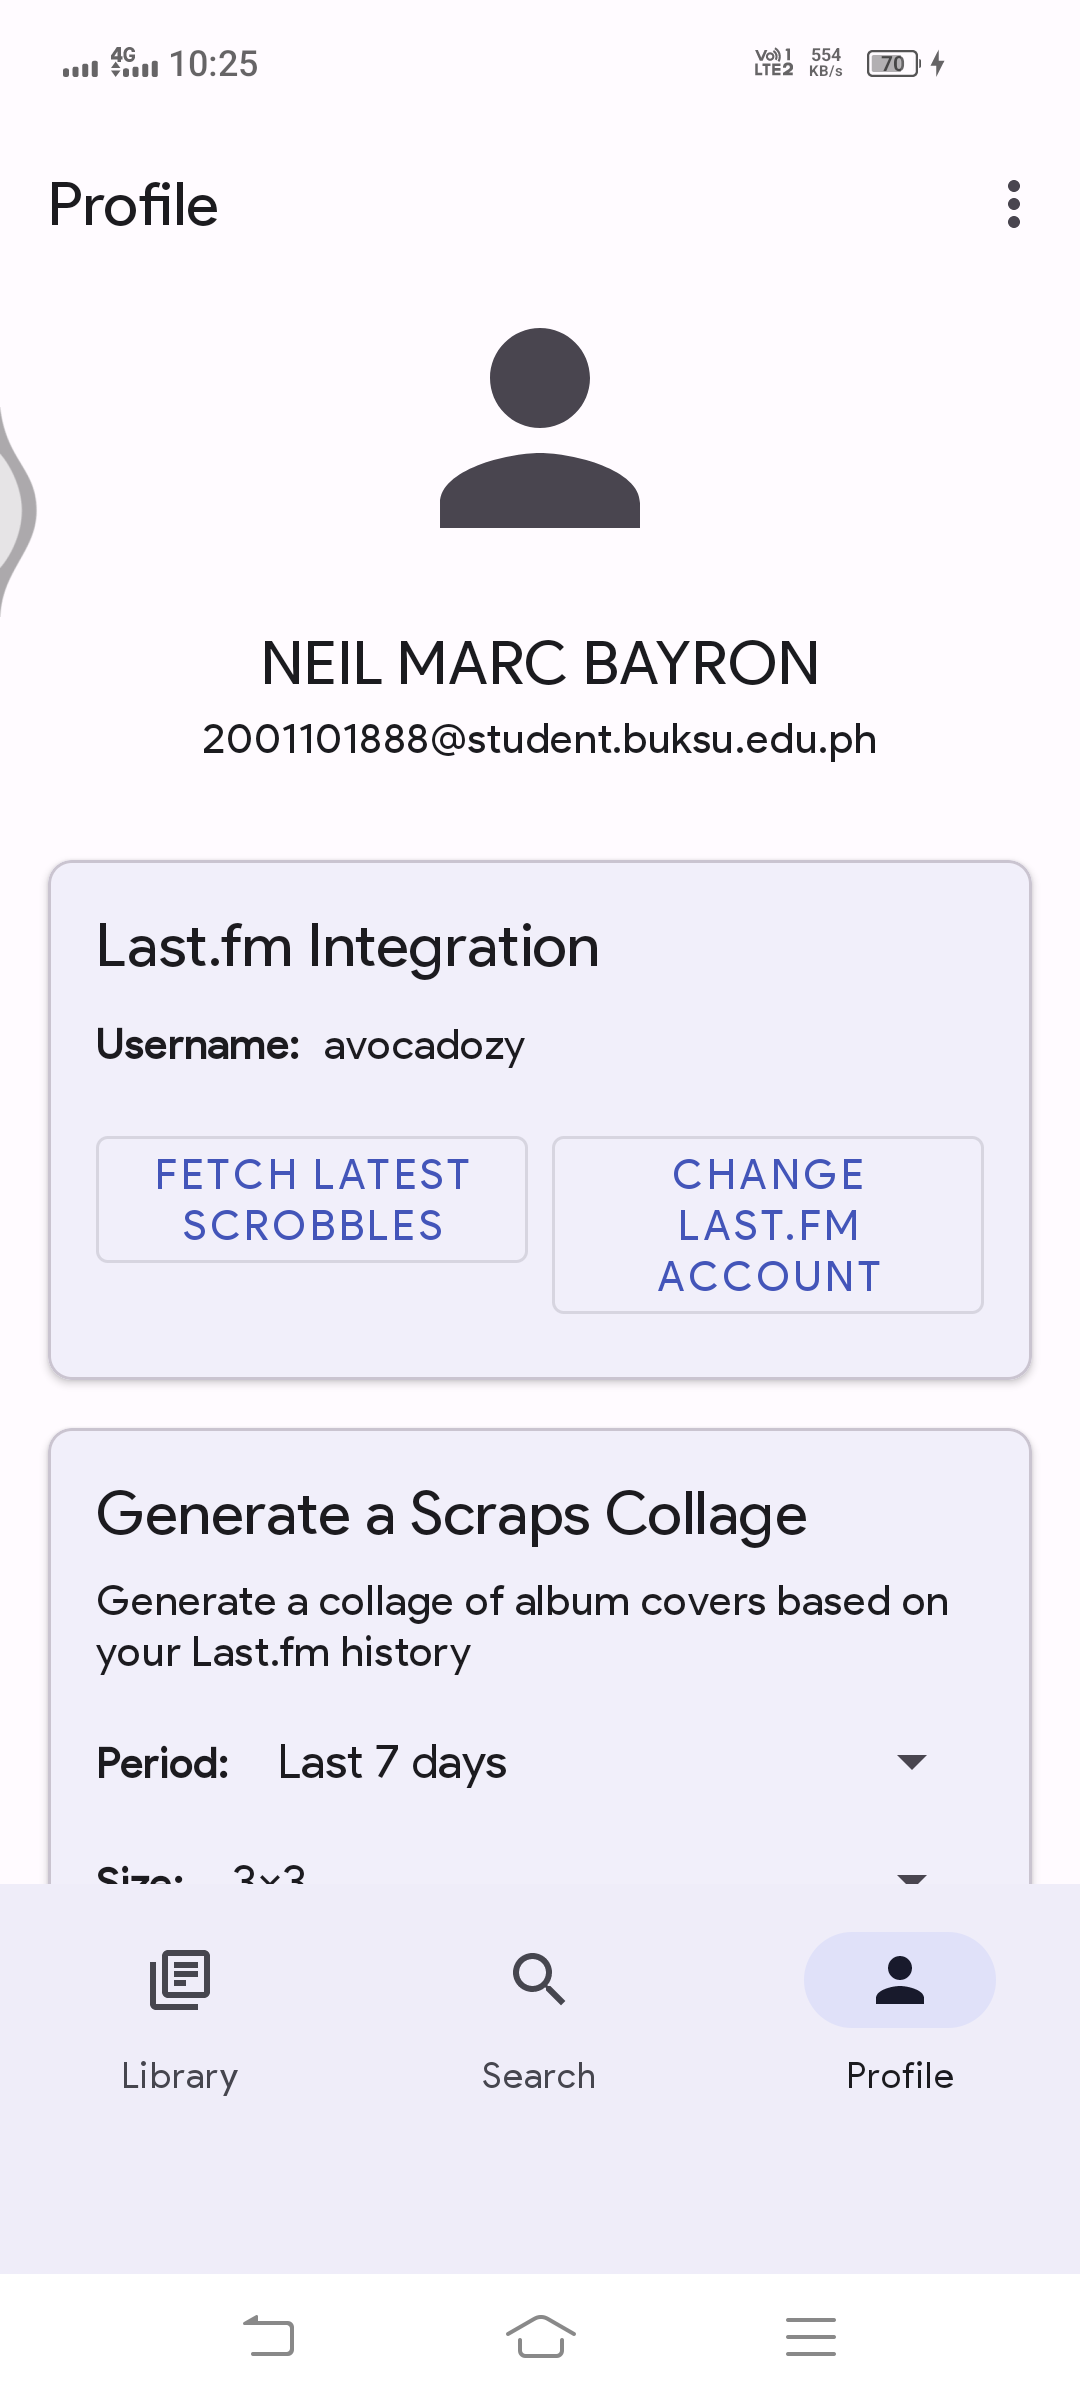 4G 10:25 Vo) 1 LTE2 554 KB/s 70
Profile
NEIL MARC BAYRON
2001101888@student.buksu.edu.ph
Last.fm Integration
Username: avocadozy
FETCH LATEST
SCROBBLES
CHANGE
LAST.FM
ACCOUNT
Generate a Scraps Collage
Generate a collage of album covers based on
your Last.fm history
Period: Last 7 days
Size: 3×3
Library Search Profile